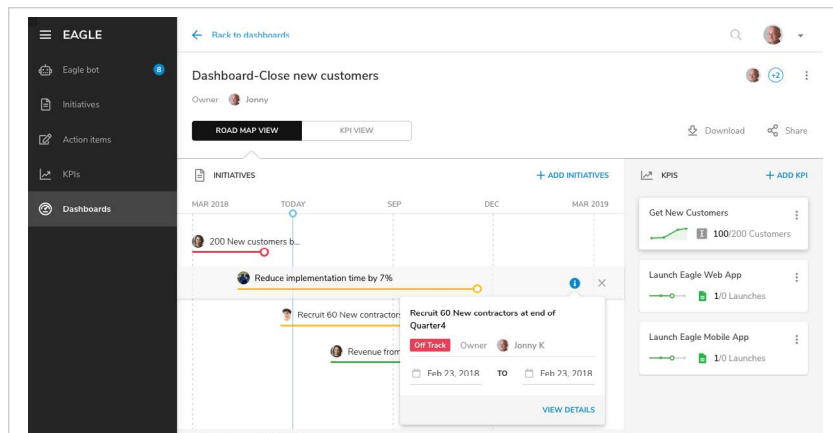 EAGLE
Back to dashboards
Eagle bot
8
Initiatives
Action items
KPIs
Dashboards
Dashboard-Close new customers
+2
Owner Jonny
ROAD MAP VIEW
KPI VIEW
Download
Share
INITIATIVES
+ ADD INITIATIVES
MAR 2018 TODAY SEP DEC MAR 2019
200 New customers b...
Reduce implementation time by 7%
Recruit 60 New contractors
Revenue from
Recruit 60 New contractors at end of
Quarter4
Off Track Owner Jonny K
Feb 23, 2018 TO Feb 23, 2018
VIEW DETAILS
KPIS
+ ADD KPI
Get New Customers
100/200 Customers
Launch Eagle Web App
1/0 Launches
Launch Eagle Mobile App
1/0 Launches